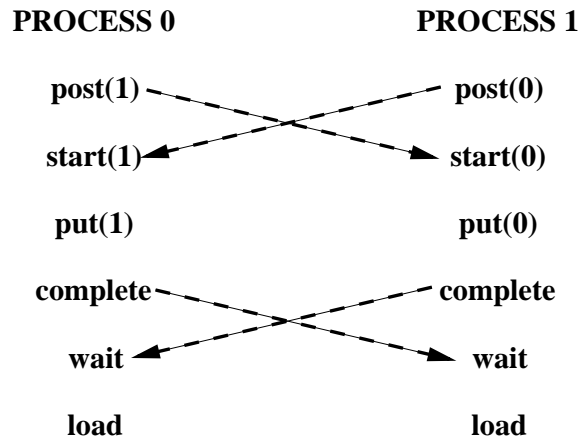 PROCESS 0 PROCESS 1
post(1) post(0)
start(1) start(0)
put(1) put(0)
complete complete
wait wait
load load